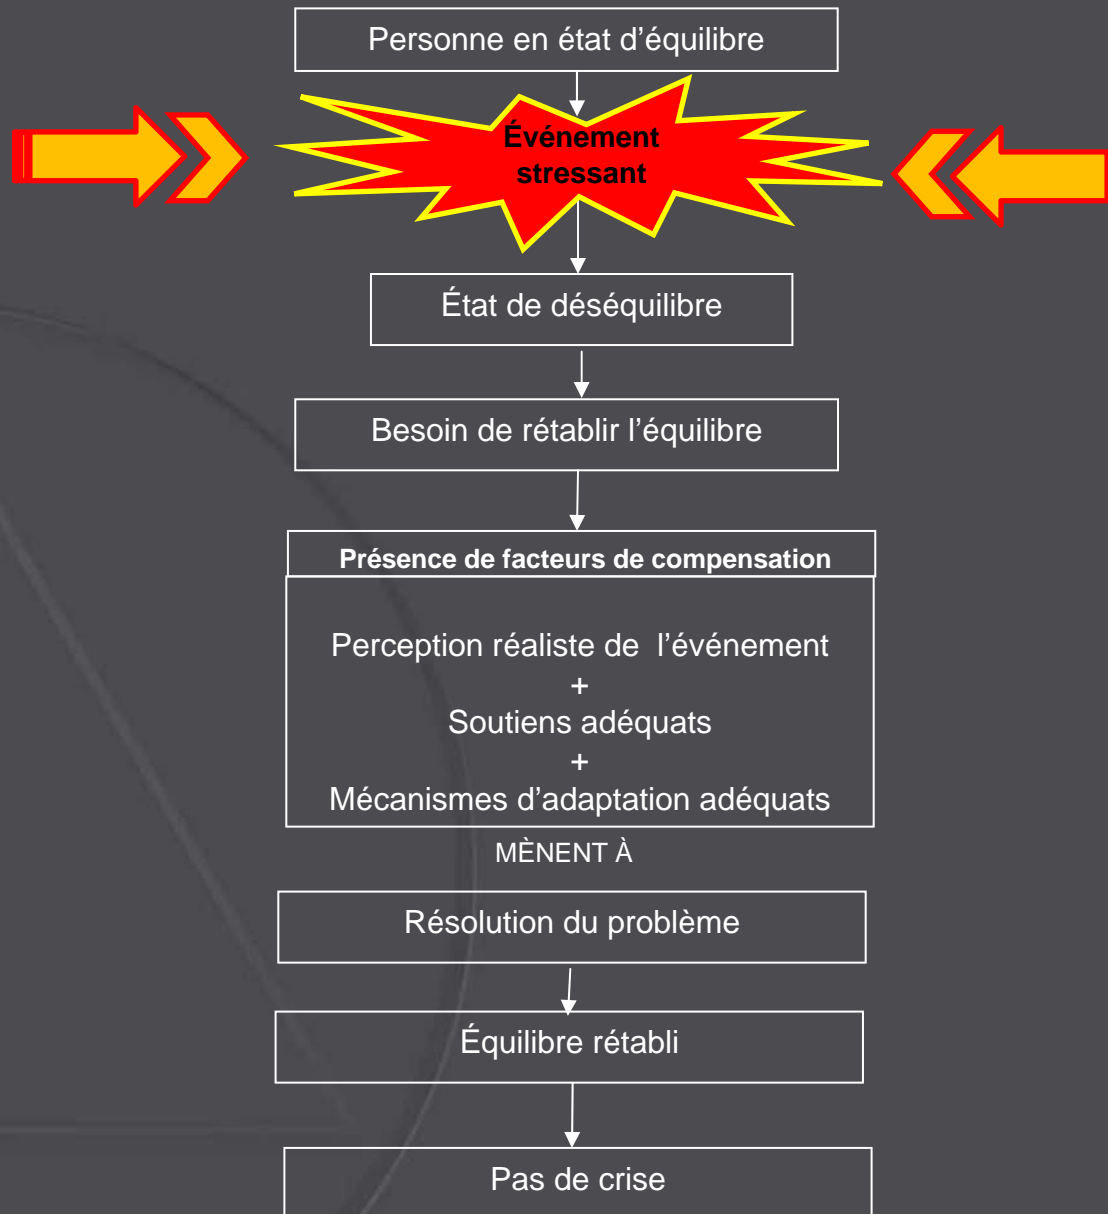 Personne en état d’équilibre
Événement
stressant
État de déséquilibre
Besoin de rétablir l’équilibre
Présence de facteurs de compensation
Perception réaliste de  l’événement
+
Soutiens adéquats
+
Mécanismes d’adaptation adéquats
MÈNENT À
Résolution du problème
Équilibre rétabli
Pas de crise